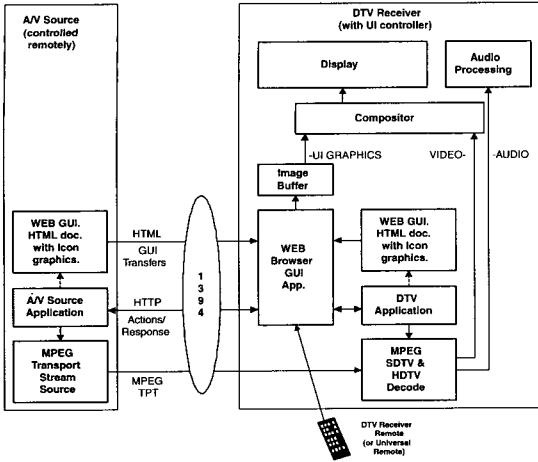 A/V Source
(controlled
remotely)
DTV Receiver
(with UI controller)
Display
Audio
Processing
Compositor
-UI GRAPHICS
VIDEO-
-AUDIO
Image
Buffer
WEB GUI.
HTML doc.
with Icon
graphics.
HTML
GUI
Transfers
1
3
9
4
WEB
Browser
GUI
App.
WEB GUI.
HTML doc.
with Icon
graphics.
A/V Source
Application
HTTP
Actions/
Response
DTV
Application
MPEG
Transport
Stream
Source
MPEG
TPT
MPEG
SDTV &
HDTV
Decode
DTV Receiver
Remote
(or Universal
Remote)